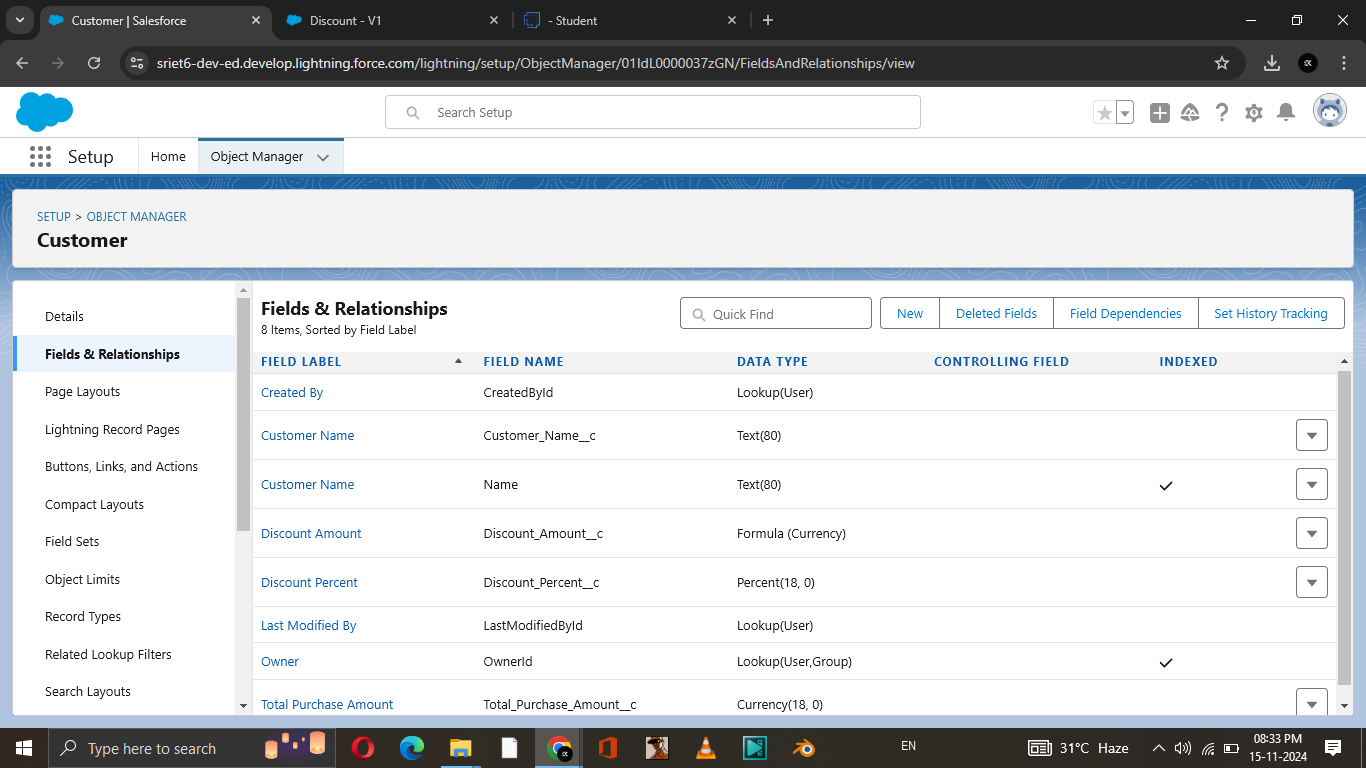 Customer | Salesforce
Discount - V1
- Student
sriet6-dev-ed.develop.lightning.force.com/lightning/setup/ObjectManager/01IdL0000037zGN/FieldsAndRelationships/view
Search Setup
Setup
Home
Object Manager
SETUP > OBJECT MANAGER
Customer
Details
Fields & Relationships
Page Layouts
Lightning Record Pages
Buttons, Links, and Actions
Compact Layouts
Field Sets
Object Limits
Record Types
Related Lookup Filters
Search Layouts
Fields & Relationships
8 Items, Sorted by Field Label
Quick Find
New
Deleted Fields
Field Dependencies
Set History Tracking
FIELD LABEL FIELD NAME DATA TYPE CONTROLLING FIELD INDEXED
Created By CreatedById Lookup(User)
Customer Name Customer_Name__c Text(80)
Customer Name Name Text(80)
Discount Amount Discount_Amount__c Formula (Currency)
Discount Percent Discount_Percent__c Percent(18, 0)
Last Modified By LastModifiedById Lookup(User)
Owner OwnerId Lookup(User,Group)
Total Purchase Amount Total_Purchase_Amount__c Currency(18, 0)
Type here to search
EN
31°C Haze
08:33 PM
15-11-2024